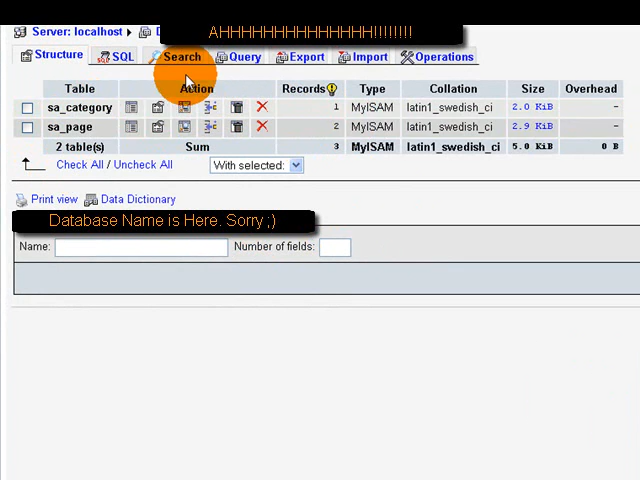 Server: localhost D
AHHHHHHHHHHHHHH!!!!!!!!
Structure SQL Search Query Export Import Operations
Table Action Records Type Collation Size Overhead
sa_category 1 MyISAM latin1_swedish_ci 2.0 KiB -
sa_page 2 MyISAM latin1_swedish_ci 2.9 KiB -
2 table(s) Sum 3 MyISAM latin1_swedish_ci 5.0 KiB 0 B
Check All / Uncheck All With selected:
Print view Data Dictionary
Database Name is Here. Sorry ;)
Name: Number of fields: